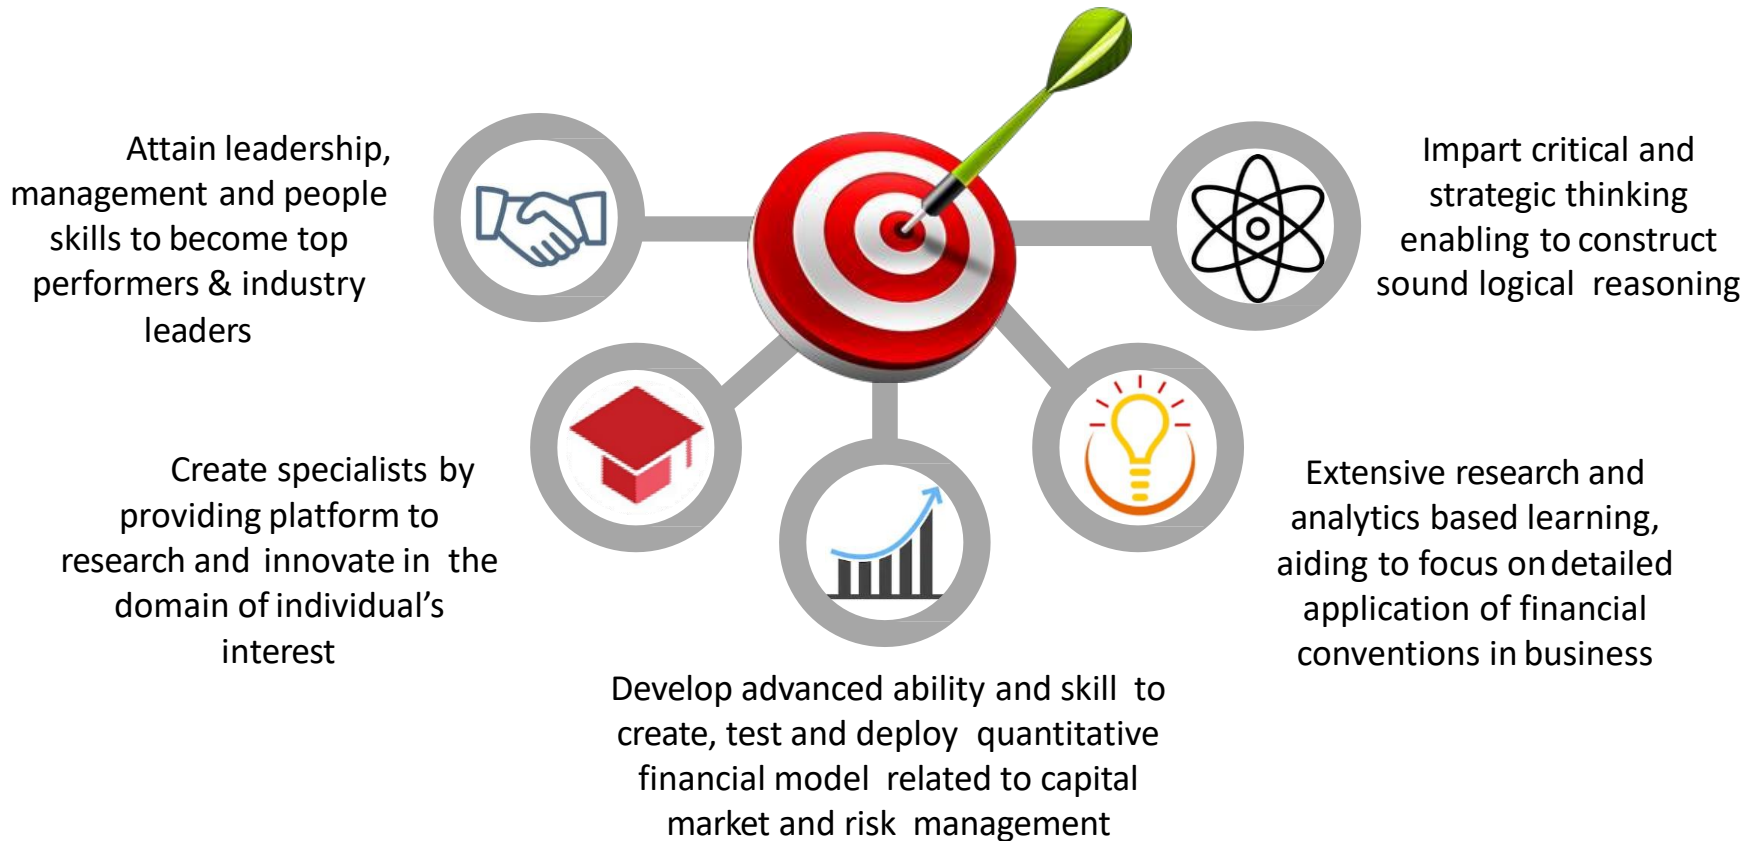 Attain leadership,
management and people
skills to become top
performers & industry
leaders
Impart critical and
strategic thinking
enabling to construct
sound logical reasoning
Create specialists by
providing platform to
research and innovate in the
domain of individual’s
interest
Extensive research and
analytics based learning,
aiding to focus on detailed
application of financial
conventions in business
Develop advanced ability and skill to
create, test and deploy quantitative
financial model related to capital
market and risk management